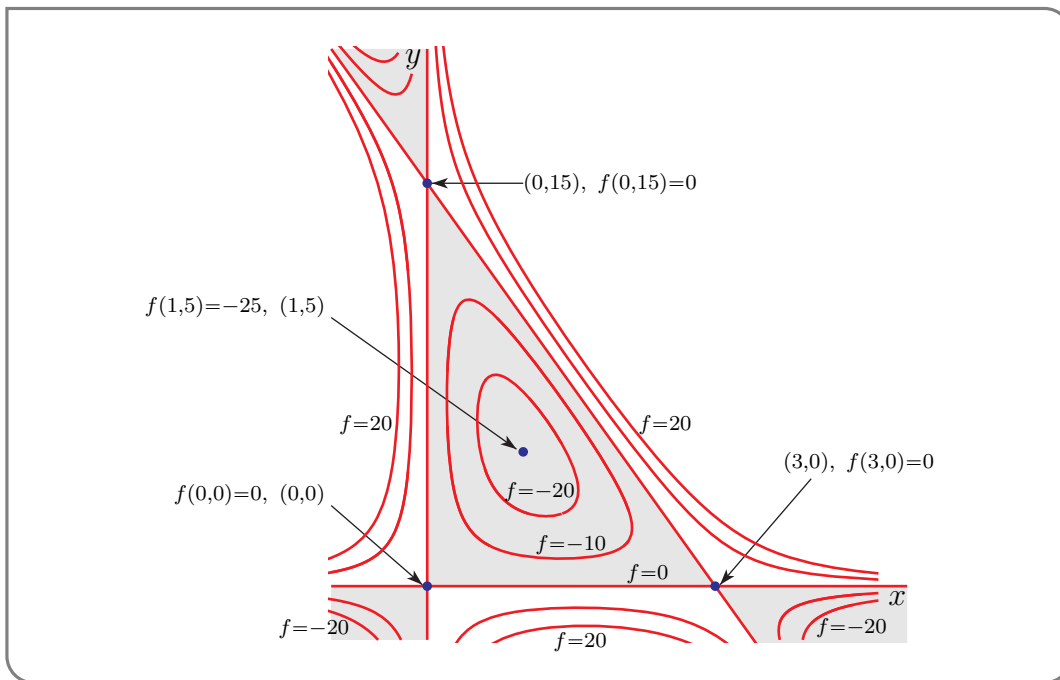 y
(0,15), f(0,15)=0
f(1,5)=−25, (1,5)
f=20
f=20
(3,0), f(3,0)=0
f(0,0)=0, (0,0)
f=−20
f=−10
f=0
x
f=−20
f=20
f=−20